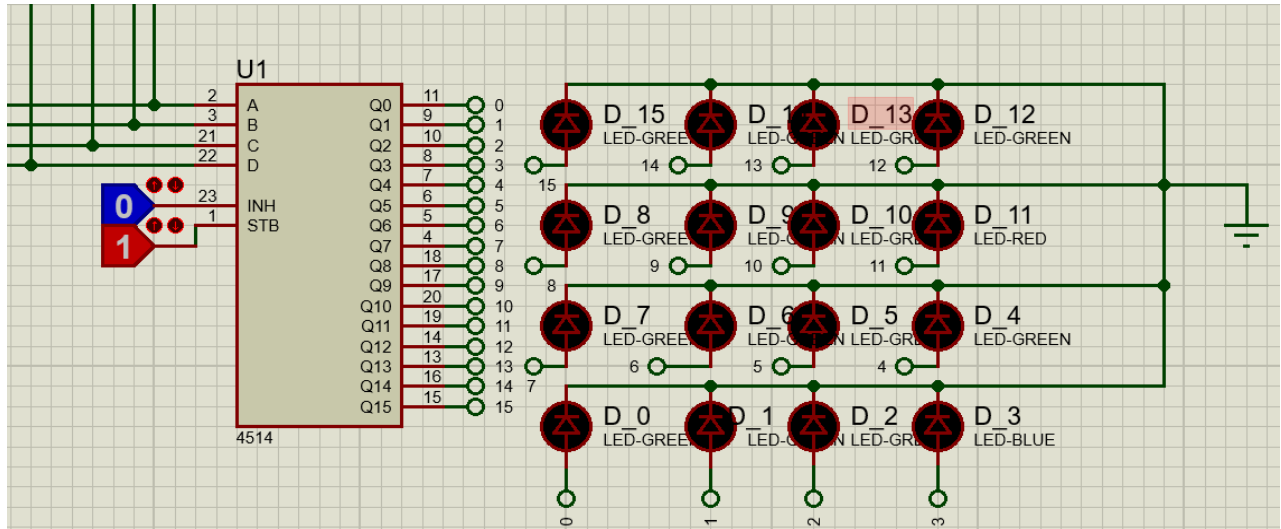 U1
2 A Q0 11 0
3 B Q1 9 1
21 C Q2 10 2
22 D Q3 8 3
Q4 7 4
0 23 INH Q5 6 5
1 1 STB Q6 5 6
Q7 4 7
Q8 18 8
Q9 17 9
Q10 20 10
Q11 19 11
Q12 14 12
Q13 13 13
Q14 16 14
Q15 15 15
4514
D_15 D_13 D_12
LED-GREEN
15 14 13 12
D_8 D_9 D_10 D_11
LED-RED
8 9 10 11
D_7 D_6 D_5 D_4
LED-GREEN
7 6 5 4
D_0 D_1 D_2 D_3
LED-BLUE
0 1 2 3